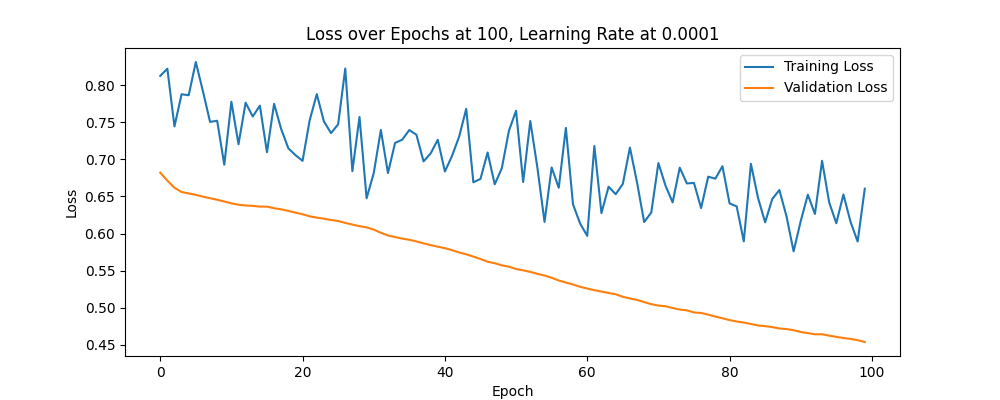 Loss over Epochs at 100, Learning Rate at 0.0001
Training Loss
Validation Loss
0.80
0.75
0.70
0.65
0.60
0.55
0.50
0.45
Loss
0 20 40 60 80 100
Epoch